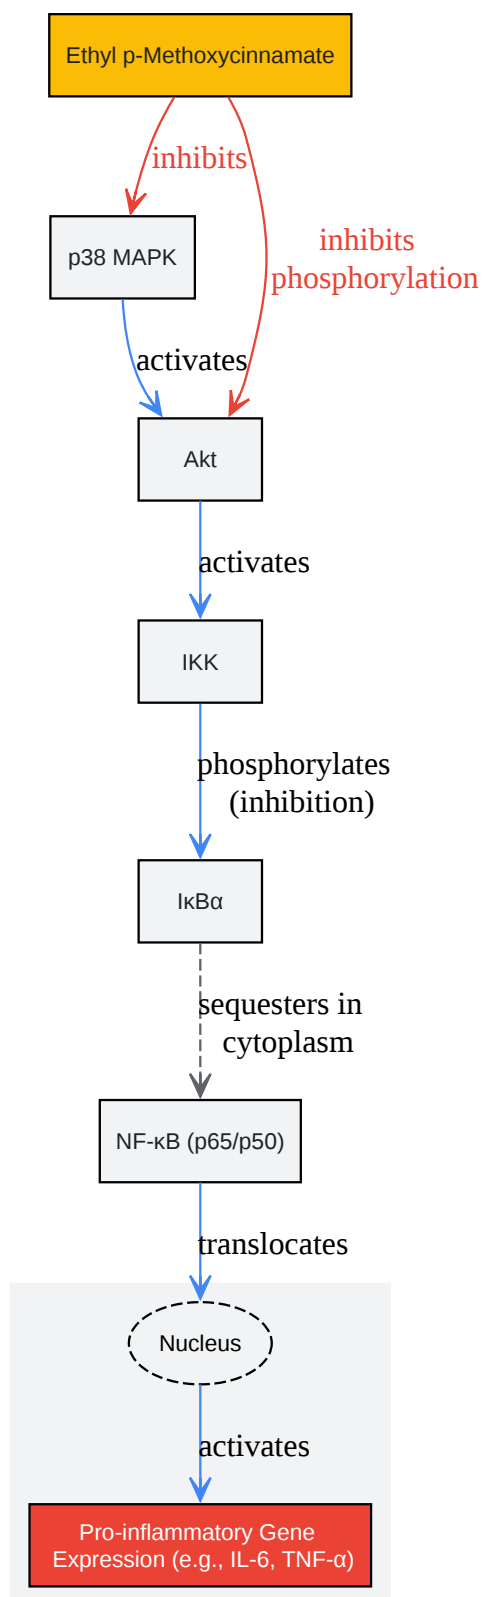 Ethyl p-Methoxycinnamate
inhibits
inhibits
phosphorylation
p38 MAPK
activates
Akt
activates
IKK
phosphorylates
(inhibition)
IκBα
sequesters in
cytoplasm
NF-κB (p65/p50)
translocates
Nucleus
activates
Pro-inflammatory Gene
Expression (e.g., IL-6, TNF-α)